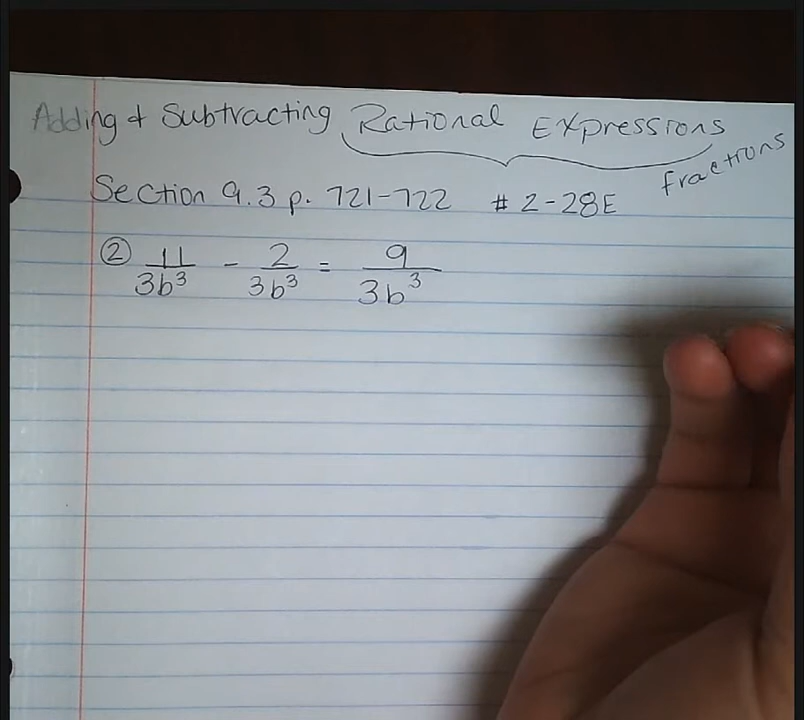 Adding & Subtracting Rational Expressions
fractions
Section 9.3 p. 721-722 # 2-28E
② 11/3b³ - 2/3b³ = 9/3b³